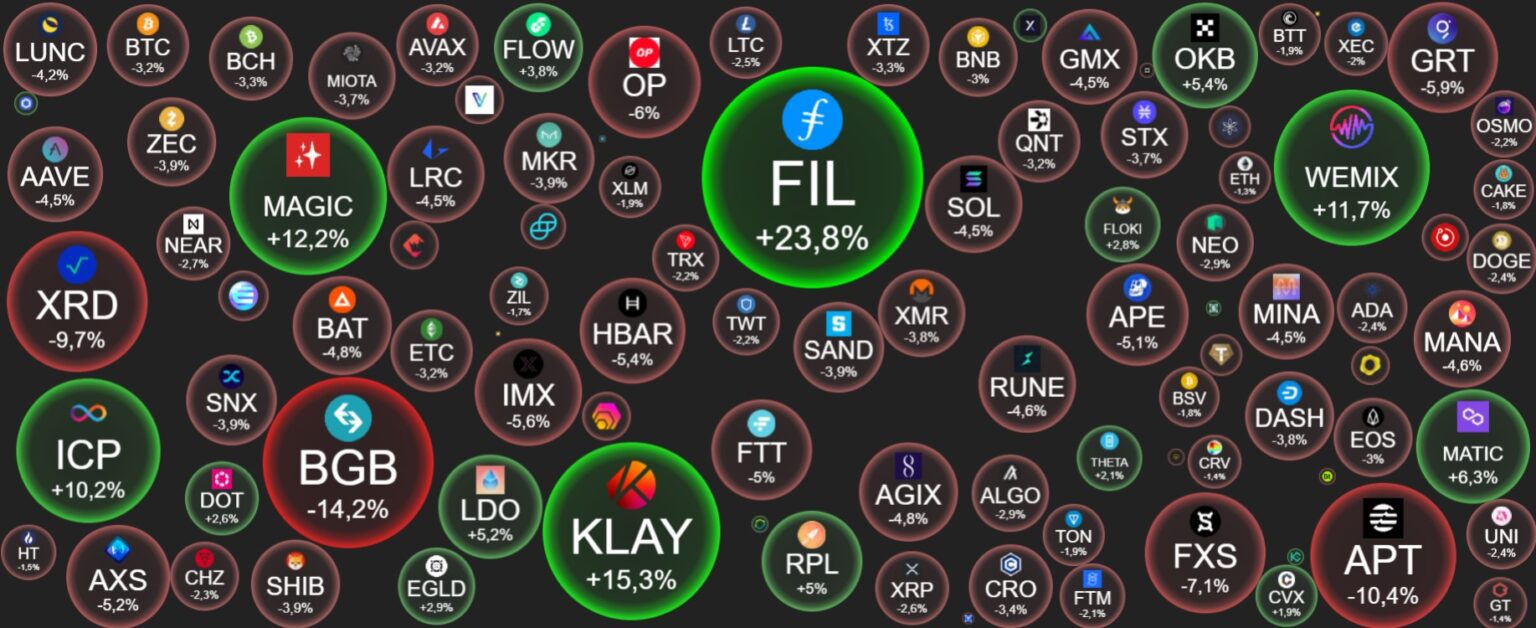 LUNC
-4,2%
BTC
-3,2%
BCH
-3,3%
MIOTA
-3,7%
AVAX
-3,2%
FLOW
+3,8%
OP
OP
-6%
LTC
-2,5%
XTZ
-3,3%
BNB
-3%
GMX
-4,5%
OKB
+5,4%
BTT
-1,9%
XEC
-2%
GRT
-5,9%
AAVE
-4,5%
ZEC
-3,9%
MAGIC
+12,2%
LRC
-4,5%
MKR
-3,9%
XLM
-1,9%
FIL
+23,8%
SOL
-4,5%
QNT
-3,2%
STX
-3,7%
ETH
-1,3%
WEMIX
+11,7%
OSMO
-2,2%
CAKE
-1,8%
NEAR
-2,7%
TRX
-2,2%
FLOKI
+2,8%
NEO
-2,9%
DOGE
-2,4%
XRD
-9,7%
BAT
-4,8%
ETC
-3,2%
ZIL
-1,7%
HBAR
-5,4%
TWT
-2,2%
SAND
-3,9%
XMR
-3,8%
APE
-5,1%
MINA
-4,5%
ADA
-2,4%
MANA
-4,6%
ICP
+10,2%
SNX
-3,9%
BGB
-14,2%
IMX
-5,6%
RUNE
-4,6%
BSV
-1,8%
DASH
-3,8%
EOS
-3%
MATIC
+6,3%
DOT
+2,6%
LDO
+5,2%
KLAY
+15,3%
FTT
-5%
AGIX
-4,8%
ALGO
-2,9%
THETA
+2,1%
CRV
-1,4%
HT
-1,5%
AXS
-5,2%
CHZ
-2,3%
SHIB
-3,9%
EGLD
+2,9%
RPL
+5%
XRP
-2,6%
CRO
-3,4%
TON
-1,9%
FTM
-2,1%
FXS
-7,1%
CVX
+1,9%
APT
-10,4%
UNI
-2,4%
GT
-1,4%